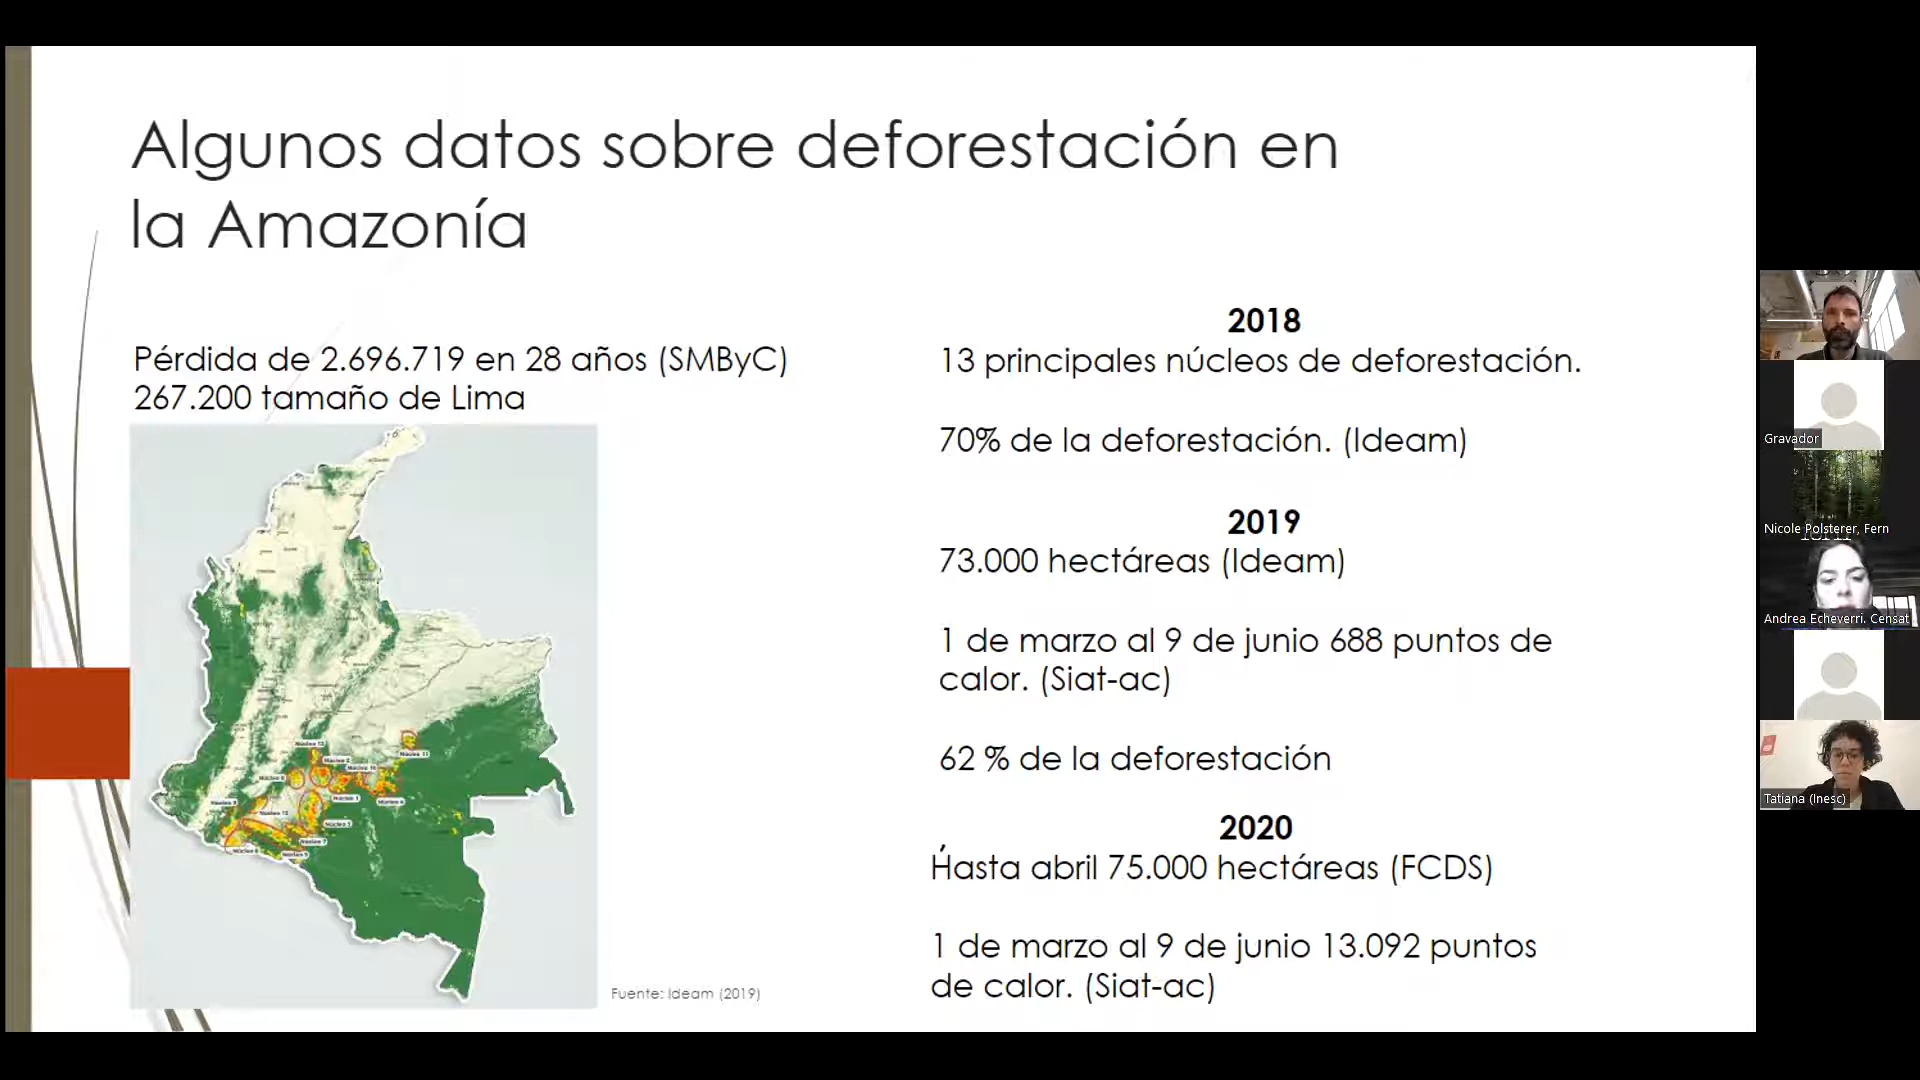 Algunos datos sobre deforestación en
la Amazonía
Pérdida de 2.696.719 en 28 años (SMByC)
267.200 tamaño de Lima
Núcleo 11
Fuente: Ideam (2019)
2018
13 principales núcleos de deforestación.
70% de la deforestación. (Ideam)
2019
73.000 hectáreas (Ideam)
1 de marzo al 9 de junio 688 puntos de
calor. (Siat-ac)
62 % de la deforestación
2020
Hasta abril 75.000 hectáreas (FCDS)
1 de marzo al 9 de junio 13.092 puntos
de calor. (Siat-ac)
Gravador
Nicole Polsterer, Fern
Andrea Echeverri. Censat
Tatiana (Inesc)